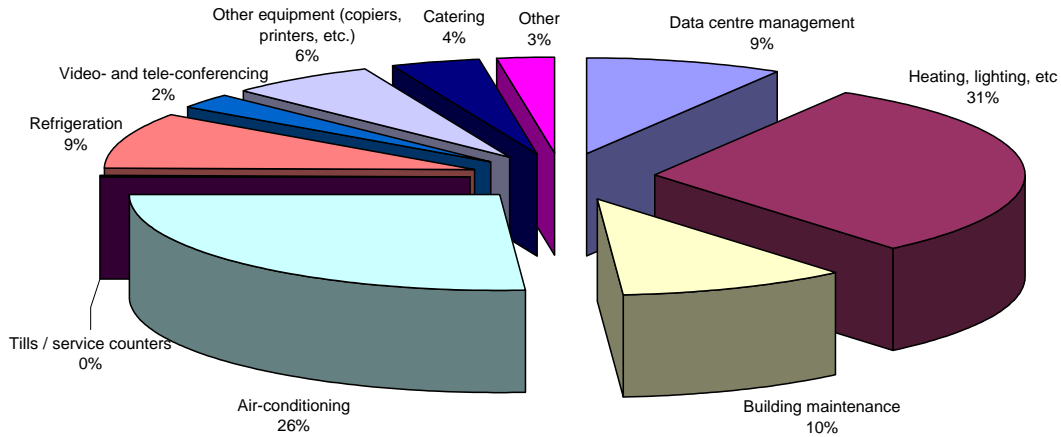 Other equipment (copiers,
printers, etc.)
6%
Catering
4%
Other
3%
Data centre management
9%
Heating, lighting, etc
31%
Video- and tele-conferencing
2%
Refrigeration
9%
Tills / service counters
0%
Air-conditioning
26%
Building maintenance
10%